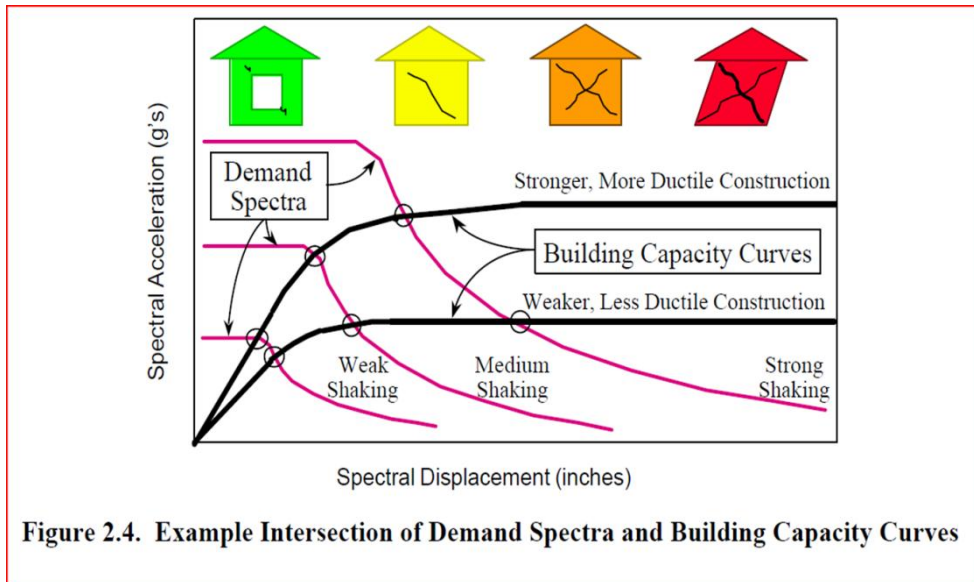 Spectral Acceleration (g's)
Demand
Spectra
Stronger, More Ductile Construction
Building Capacity Curves
Weaker, Less Ductile Construction
Weak
Shaking
Medium
Shaking
Strong
Shaking
Spectral Displacement (inches)
Figure 2.4. Example Intersection of Demand Spectra and Building Capacity Curves